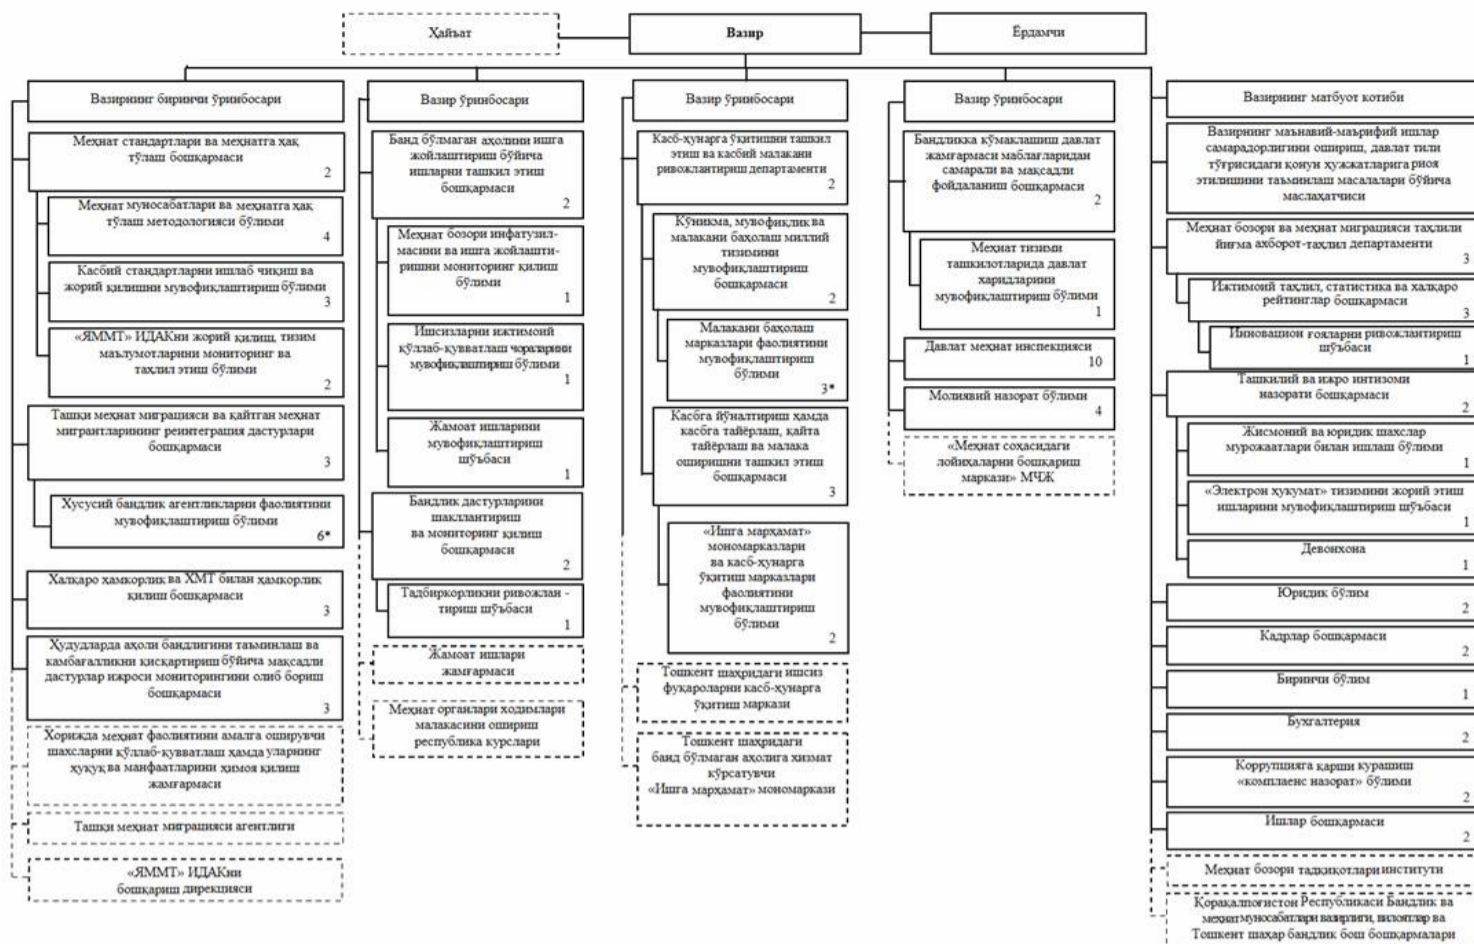 Ҳайъат
Вазир
Ёрдамчи
Вазирнинг биринчи ўринбосари
Меҳнат стандартлари ва меҳнатга ҳақ
тўлаш бошқармаси
2
Меҳнат муносабатлари ва меҳнатга ҳақ
тўлаш методологияси бўлими
4
Касбий стандартларни ишлаб чиқиш ва
жорий қилишни мувофиқлаштириш бўлими
3
«ЯММТ» ИДАКни жорий қилиш, тизим
маълумотларини мониторинг ва
таҳлил этиш бўлими
2
Ташқи меҳнат миграцияси ва қайтган меҳнат
мигрантларининг реинтеграция дастурлари
бошқармаси
3
Хусусий бандлик агентликларни фаолиятини
мувофиқлаштириш бўлими
6*
Халқаро ҳамкорлик ва ХМТ билан ҳамкорлик
қилиш бошқармаси
3
Ҳудудларда аҳоли бандлигини таъминлаш ва
камбағалликни қисқартириш бўйича мақсадли
дастурлар ижроси мониторингини олиб бориш
бошқармаси
3
Хорижда меҳнат фаолиятини амалга оширувчи
шахсларни қўллаб-қувватлаш ҳамда уларнинг
ҳуқуқ ва манфаатларини ҳимоя қилиш
жамғармаси
Ташқи меҳнат миграцияси агентлиги
«ЯММТ» ИДАКни
бошқариш дирекцияси
Вазир ўринбосари
Банд бўлмаган аҳолини ишга
жойлаштириш бўйича
ишларни ташкил этиш
бошқармаси
2
Меҳнат бозори инфатузил-
масини ва ишга жойлашти-
ришни мониторинг қилиш
бўлими
1
Ишсизларни ижтимоий
қўллаб-қувватлаш чораларини
мувофиқлаштириш бўлими
1
Жамоат ишларини
мувофиқлаштириш
шўъбаси
1
Бандлик дастурларини
шакллантириш
ва мониторинг қилиш
бошқармаси
2
Тадбиркорликни ривожлан -
тириш шўъбаси
1
Жамоат ишлари
жамғармаси
Меҳнат органлари ходимлари
малакасини ошириш
республика курслари
Вазир ўринбосари
Касб-ҳунарга ўқитишни ташкил
этиш ва касбий малакани
ривожлантириш департаменти
2
Кўникма, мувофиқлик ва
малакани баҳолаш миллий
тизимини
мувофиқлаштириш
бошқармаси
2
Малакани баҳолаш
марказлари фаолиятини
мувофиқлаштириш
бўлими
3*
Касбга йўналтириш ҳамда
касбга тайёрлаш, қайта
тайёрлаш ва малака
оширишни ташкил этиш
бошқармаси
3
«Ишга марҳамат»
мономарказлари
ва касб-ҳунарга
ўқитиш марказлари
фаолиятини
мувофиқлаштириш
бўлими
2
Тошкент шаҳридаги ишсиз
фуқароларни касб-ҳунарга
ўқитиш маркази
Тошкент шаҳридаги
банд бўлмаган аҳолига хизмат
кўрсатувчи
«Ишга марҳамат» мономаркази
Вазир ўринбосари
Бандликка кўмаклашиш давлат
жамғармаси маблағларидан
самарали ва мақсадли
фойдаланиш бошқармаси
2
Меҳнат тизими
ташкилотларида давлат
харидларини
мувофиқлаштириш бўлими
1
Давлат меҳнат инспекцияси
10
Молиявий назорат бўлими
4
«Меҳнат соҳасидаги
лойиҳаларни бошқариш
маркази» МЧЖ
Вазирнинг матбуот котиби
Вазирнинг маънавий-маърифий ишлар
самарадорлигини ошириш, давлат тили
тўғрисидаги қонун ҳужжатларига риоя
этилишини таъминлаш масалалари бўйича
маслаҳатчиси
Меҳнат бозори ва меҳнат миграцияси таҳлили
йиғма ахборот-таҳлил департаменти
3
Ижтимоий таҳлил, статистика ва халқаро
рейтинглар бошқармаси
3
Инновацион ғояларни ривожлантириш
шўъбаси
1
Ташкилий ва ижро интизоми
назорати бошқармаси
2
Жисмоний ва юридик шахслар
мурожаатлари билан ишлаш бўлими
1
«Электрон ҳукумат» тизимини жорий этиш
ишларини мувофиқлаштириш шўъбаси
1
Девонхона
1
Юридик бўлим
2
Кадрлар бошқармаси
2
Биринчи бўлим
1
Бухгалтерия
2
Коррупцияга қарши курашиш
«комплаенс назорат» бўлими
2
Ишлар бошқармаси
2
Меҳнат бозори тадқиқотлари институти
Қорақалпоғистон Республикаси Бандлик ва
меҳнат муносабатлари вазирлиги, вилоятлар ва
Тошкент шаҳар бандлик бош бошқармалари